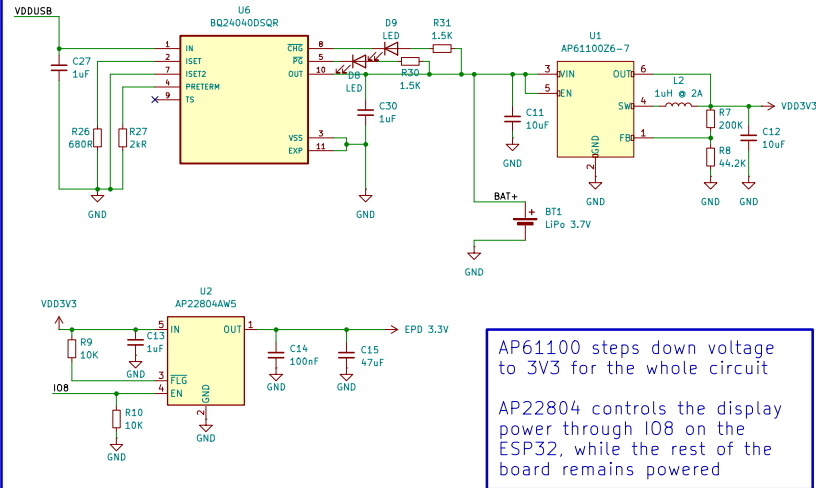 VDDUSB
U6
BQ24040DSQR
1 IN
2 ISET
7 ISET2
4 PRETERM
9 TS
CHG 8
PG 5
OUT 10
VSS 3
EXP 11
C27
1uF
R26
680R
R27
2kR
GND
D9
LED
R31
1.5K
D8
LED
R30
1.5K
C30
1uF
GND
U1
AP61100Z6-7
3 VIN
5 EN
OUT 6
SW 4
FB 1
GND
2
GND
C11
10uF
GND
L2
1uH @ 2A
VDD3V3
R7
200K
R8
44.2K
GND
C12
10uF
GND
BAT+
+
BT1
LiPo 3.7V
GND
U2
AP22804AW5
VDD3V3
5 IN
3 FLG
4 EN
OUT 1
GND
2
GND
R9
10K
C13
1uF
GND
IO8
R10
10K
GND
C14
100nF
GND
C15
47uF
GND
EPD 3.3V
AP61100 steps down voltage
to 3V3 for the whole circuit
AP22804 controls the display
power through IO8 on the
ESP32, while the rest of the
board remains powered